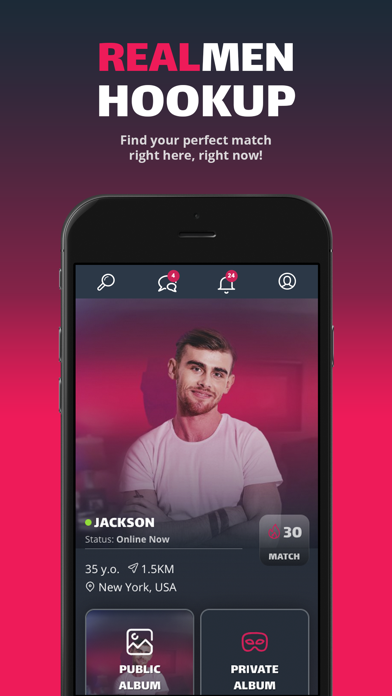 REALMEN
HOOKUP
Find your perfect match
right here, right now!
4
24
JACKSON
Status: Online Now
30
MATCH
35 y.o. 1.5KM
New York, USA
PUBLIC
ALBUM
PRIVATE
ALBUM